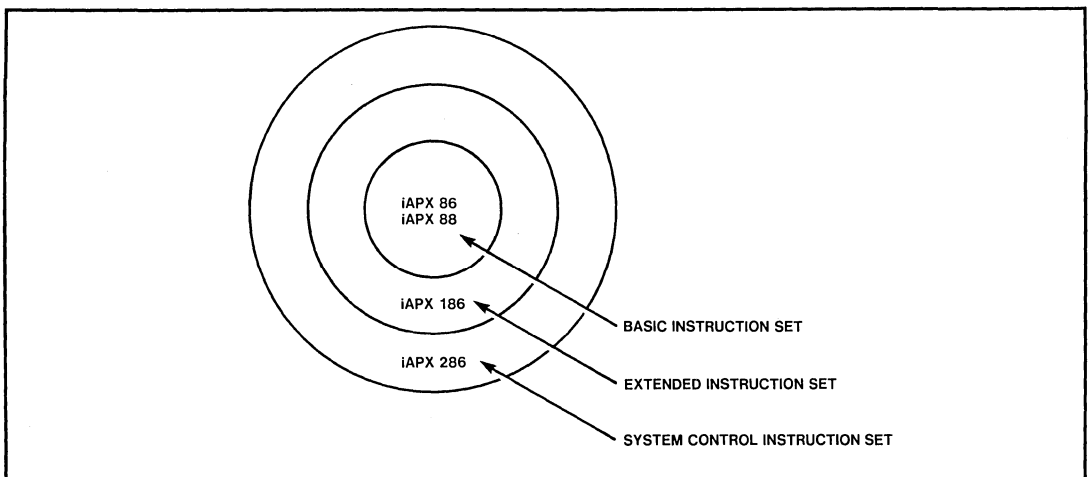 iAPX 86
iAPX 88
iAPX 186
iAPX 286
BASIC INSTRUCTION SET
EXTENDED INSTRUCTION SET
SYSTEM CONTROL INSTRUCTION SET